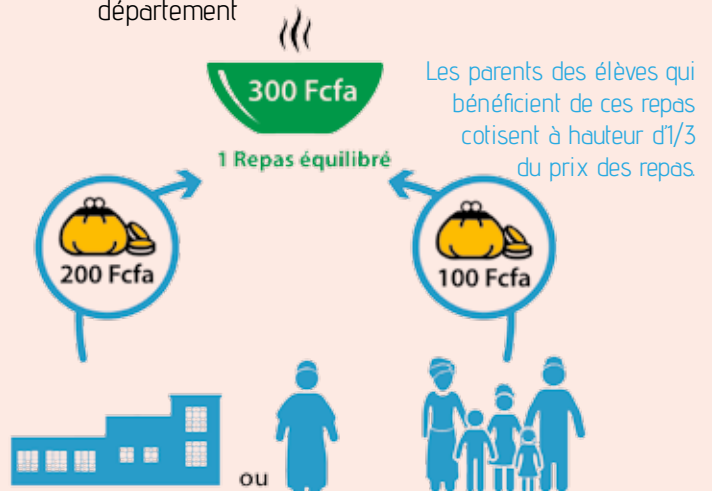 département
300 Fcfa
1 Repas équilibré
Les parents des élèves qui
bénéficient de ces repas
cotisent à hauteur d'1/3
du prix des repas.
200 Fcfa
100 Fcfa
ou